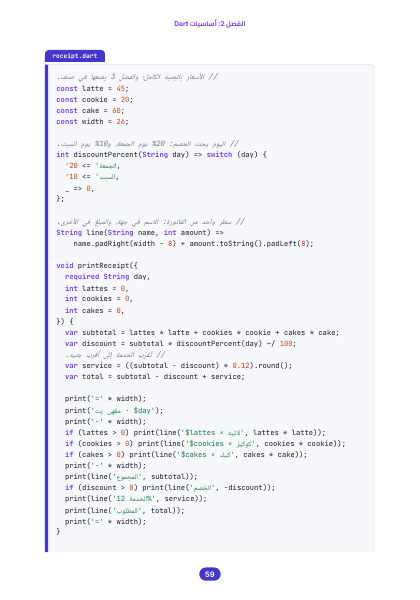 الفصل 2: أساسيات Dart
receipt.dart
// الأسعار بالجنيه الكامل؛ والفصل 3 يضعها في صنف.
const latte = 45;
const cookie = 20;
const cake = 60;
const width = 26;
// اليوم يحدد الخصم: 20% يوم الجمعة، و10% يوم السبت.
int discountPercent(String day) => switch (day) {
'الجمعة' => 20,
'السبت' => 10,
_ => 0,
};
// سطر واحد من الفاتورة: الاسم في جهة، والمبلغ في الأخرى.
String line(String name, int amount) =>
name.padRight(width - 8) + amount.toString().padLeft(8);
void printReceipt({
required String day,
int lattes = 0,
int cookies = 0,
int cakes = 0,
}) {
var subtotal = lattes * latte + cookies * cookie + cakes * cake;
var discount = subtotal * discountPercent(day) ~/ 100;
// تُقرَّب الخدمة إلى أقرب جنيه.
var service = ((subtotal - discount) * 0.12).round();
var total = subtotal - discount + service;
print('=' * width);
print('مقهى بت · $day');
print('-' * width);
if (lattes > 0) print(line('$lattes × لاتيه', lattes * latte));
if (cookies > 0) print(line('$cookies × كوكيز', cookies * cookie));
if (cakes > 0) print(line('$cakes × كيك', cakes * cake));
print('-' * width);
print(line('المجموع', subtotal));
if (discount > 0) print(line('الخصم', -discount));
print(line('الخدمة 12%', service));
print(line('المطلوب', total));
print('=' * width);
}
59